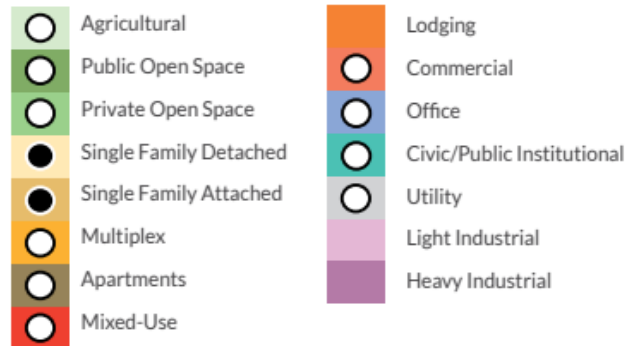 Agricultural
Public Open Space
Private Open Space
Single Family Detached
Single Family Attached
Multiplex
Apartments
Mixed-Use
Lodging
Commercial
Office
Civic/Public Institutional
Utility
Light Industrial
Heavy Industrial